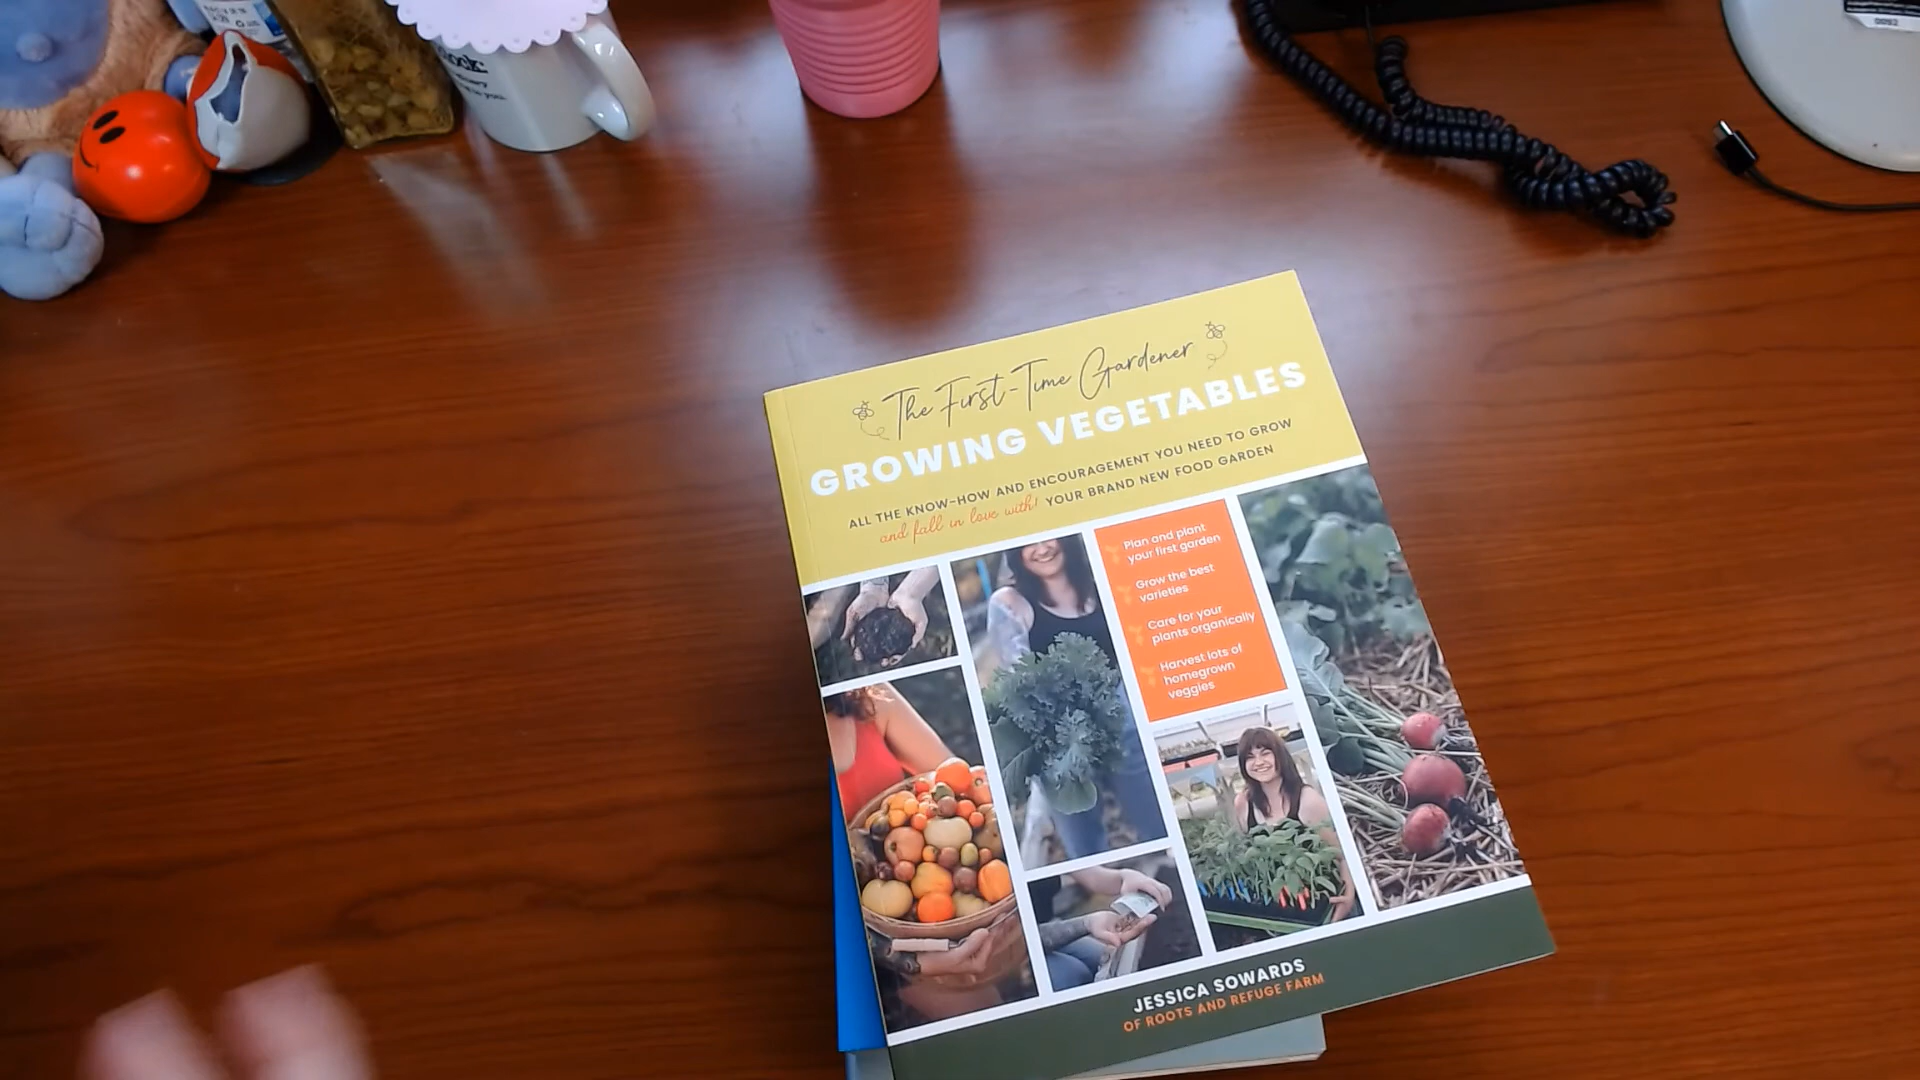 0093
The First-Time Gardener
GROWING VEGETABLES
ALL THE KNOW-HOW AND ENCOURAGEMENT YOU NEED TO GROW
and fall in love with! YOUR BRAND NEW FOOD GARDEN
Plan and plant
your first garden
Grow the best
varieties
Care for your
plants organically
Harvest lots of
homegrown
veggies
JESSICA SOWARDS
OF ROOTS AND REFUGE FARM